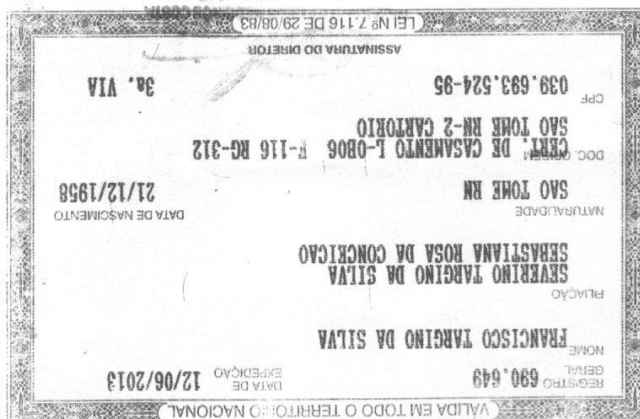 VÁLIDA EM TODO O TERRITÓRIO NACIONAL
REGISTRO GERAL 690.649 DATA DE EXPEDIÇÃO 12/06/2013
NOME
FRANCISCO TARGINO DA SILVA
FILIAÇÃO
SEVERINO TARGINO DA SILVA
SEBASTIANA ROSA DA CONCEICAO
NATURALIDADE DATA DE NASCIMENTO
SAO TOME RN 21/12/1958
DOC. ORIGEM CERT. DE CASAMENTO L-0B06 F-116 RG-312
SAO TOME RN-2 CARTORIO
CPF 039.693.524-95 3a. VIA
ASSINATURA DO DIRETOR
LEI Nº 7.116 DE 29/08/83